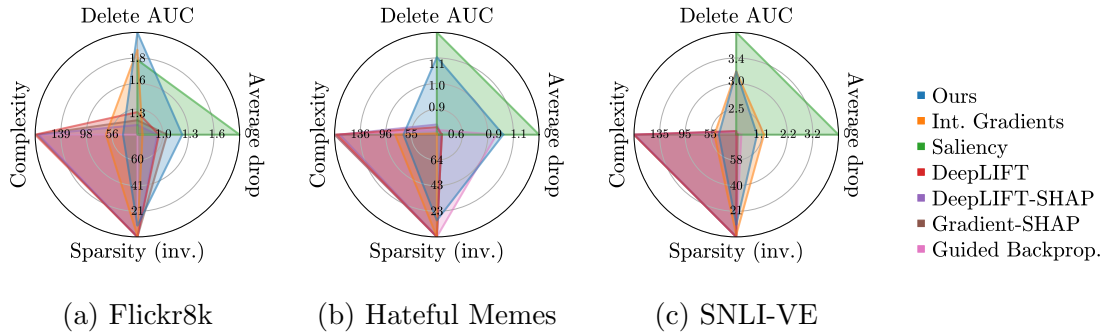 Delete AUC
Average drop
Sparsity (inv.)
Complexity
1.8
1.6
1.3
1.0
1.3
1.6
139
98
56
60
41
21
(a) Flickr8k
Delete AUC
Average drop
Sparsity (inv.)
Complexity
1.1
1.0
0.9
0.6
0.9
1.1
136
96
55
64
43
23
(b) Hateful Memes
Delete AUC
Average drop
Sparsity (inv.)
Complexity
3.4
3.0
2.5
1.1
2.2
3.2
135
95
55
58
40
21
(c) SNLI-VE
Ours
Int. Gradients
Saliency
DeepLIFT
DeepLIFT-SHAP
Gradient-SHAP
Guided Backprop.